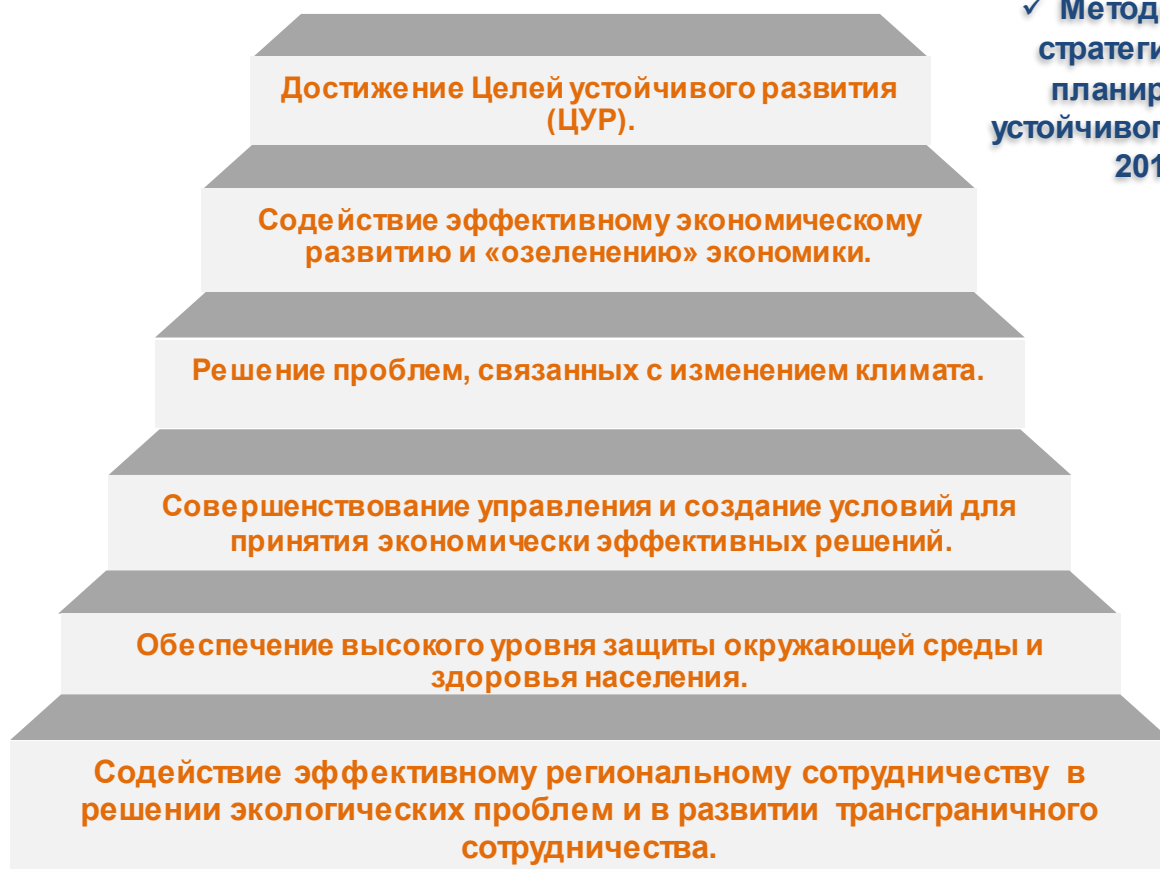 Достижение Целей устойчивого развития
(ЦУР).
Содействие эффективному экономическому
развитию и «озеленению» экономики.
Решение проблем, связанных с изменением климата.
Совершенствование управления и создание условий для
принятия экономически эффективных решений.
Обеспечение высокого уровня защиты окружающей среды и
здоровья населения.
Содействие эффективному региональному сотрудничеству в
решении экологических проблем и в развитии трансграничного
сотрудничества.